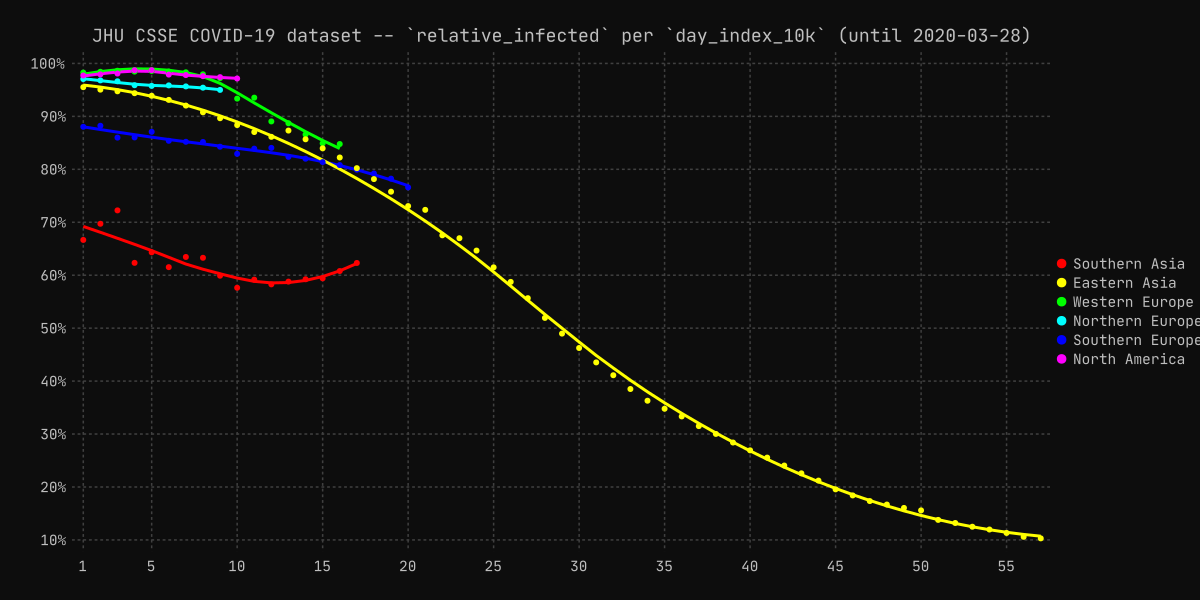 JHU CSSE COVID-19 dataset -- `relative_infected` per `day_index_10k` (until 2020-03-28)
100%
90%
80%
70%
60%
50%
40%
30%
20%
10%
1 5 10 15 20 25 30 35 40 45 50 55
Southern Asia
Eastern Asia
Western Europe
Northern Europe
Southern Europe
North America